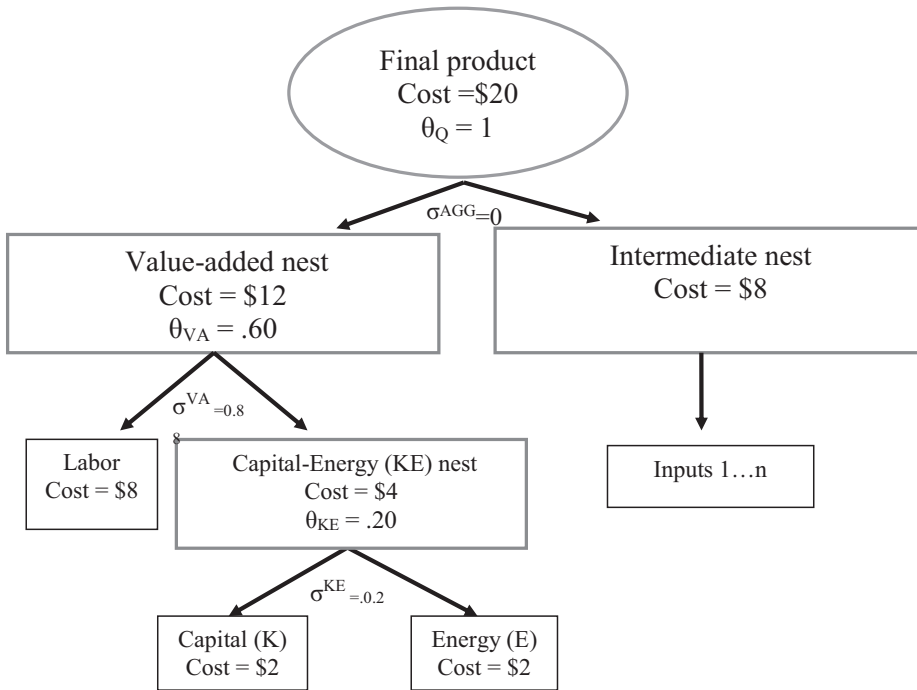 Final product
Cost =$20
θQ = 1
σAGG=0
Value-added nest
Cost = $12
θVA = .60
Intermediate nest
Cost = $8
σVA =0.8
8
Labor
Cost = $8
Capital-Energy (KE) nest
Cost = $4
θKE = .20
Inputs 1…n
σKE =.0.2
Capital (K)
Cost = $2
Energy (E)
Cost = $2